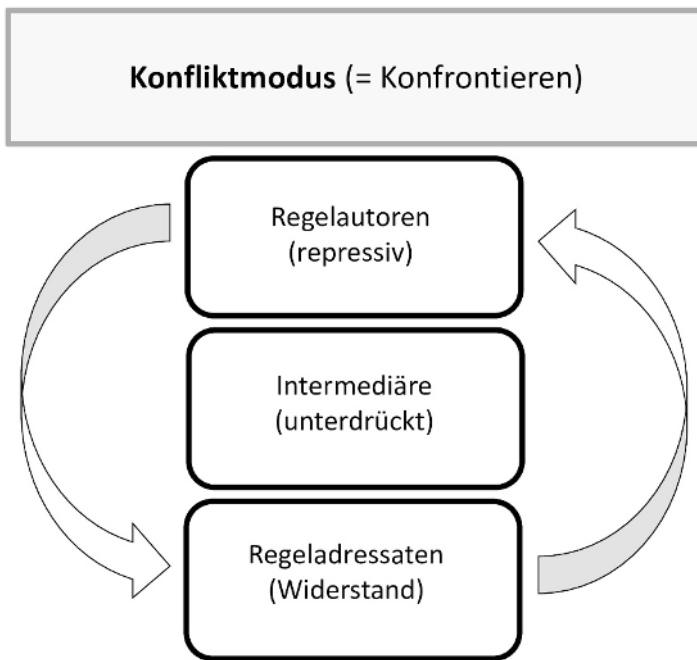 Konfliktmodus (= Konfrontieren)
Regelautoren
(repressiv)
Intermediäre
(unterdrückt)
Regeladressaten
(Widerstand)